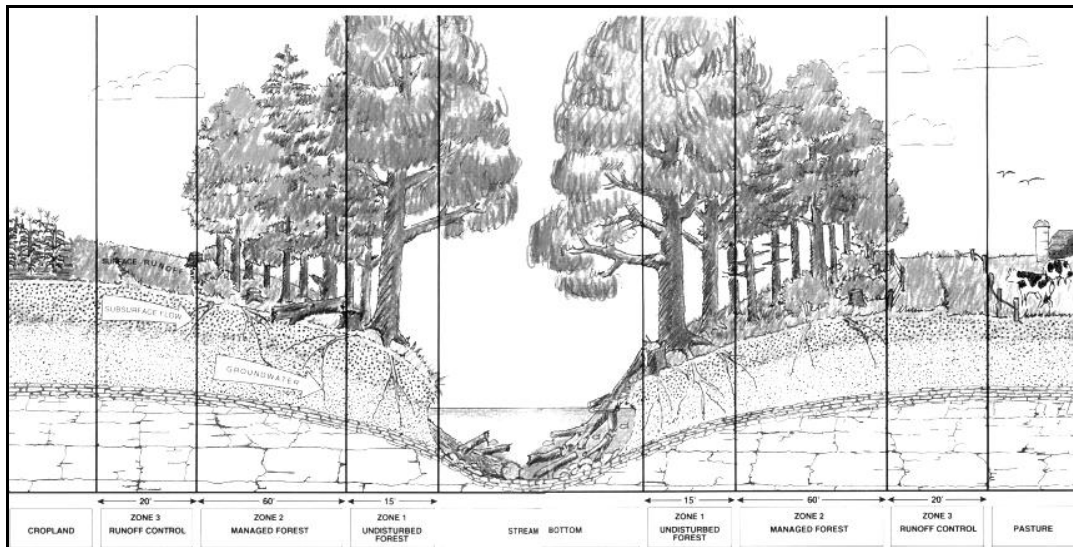 SURFACE RUNOFF
SUBSURFACE FLOW
GROUNDWATER
20'
60'
15'
15'
60'
20'
CROPLAND
ZONE 3
RUNOFF CONTROL
ZONE 2
MANAGED FOREST
ZONE 1
UNDISTURBED
FOREST
STREAM BOTTOM
ZONE 1
UNDISTURBED
FOREST
ZONE 2
MANAGED FOREST
ZONE 3
RUNOFF CONTROL
PASTURE